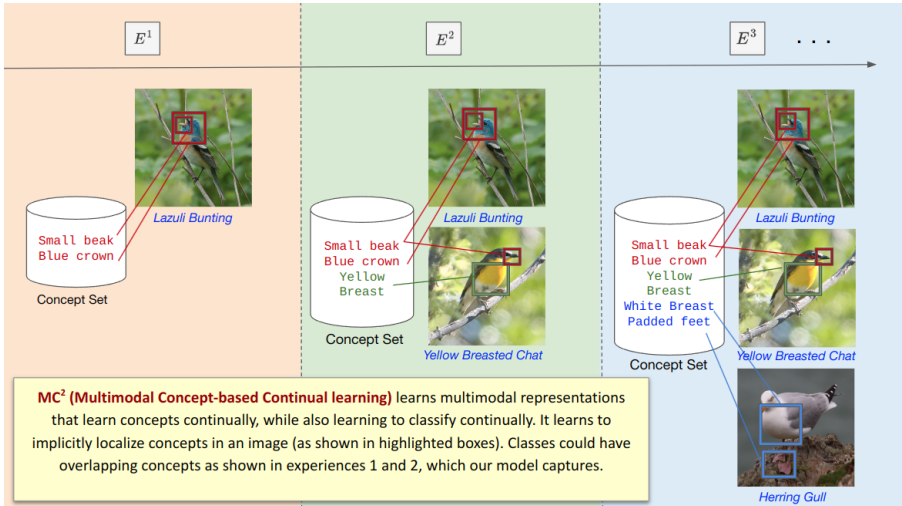 E¹
E²
E³ . . .
Lazuli Bunting
Small beak
Blue crown
Concept Set
Lazuli Bunting
Small beak
Blue crown
Yellow
Breast
Concept Set
Yellow Breasted Chat
Lazuli Bunting
Small beak
Blue crown
Yellow
Breast
White Breast
Padded feet
Concept Set
Yellow Breasted Chat
Herring Gull
MC² (Multimodal Concept-based Continual learning) learns multimodal representations
that learn concepts continually, while also learning to classify continually. It learns to
implicitly localize concepts in an image (as shown in highlighted boxes). Classes could have
overlapping concepts as shown in experiences 1 and 2, which our model captures.